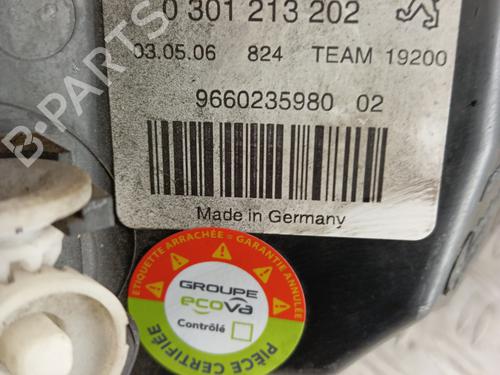 0 301 213 202
03.05.06 824 TEAM 19200
9660235980 02
Made in Germany
ETIQUETTE ARRACHÉE = GARANTIE ANNULÉE
GROUPE
ecova
Contrôlé
PIÈCE CERTIFIÉE
B-PARTS